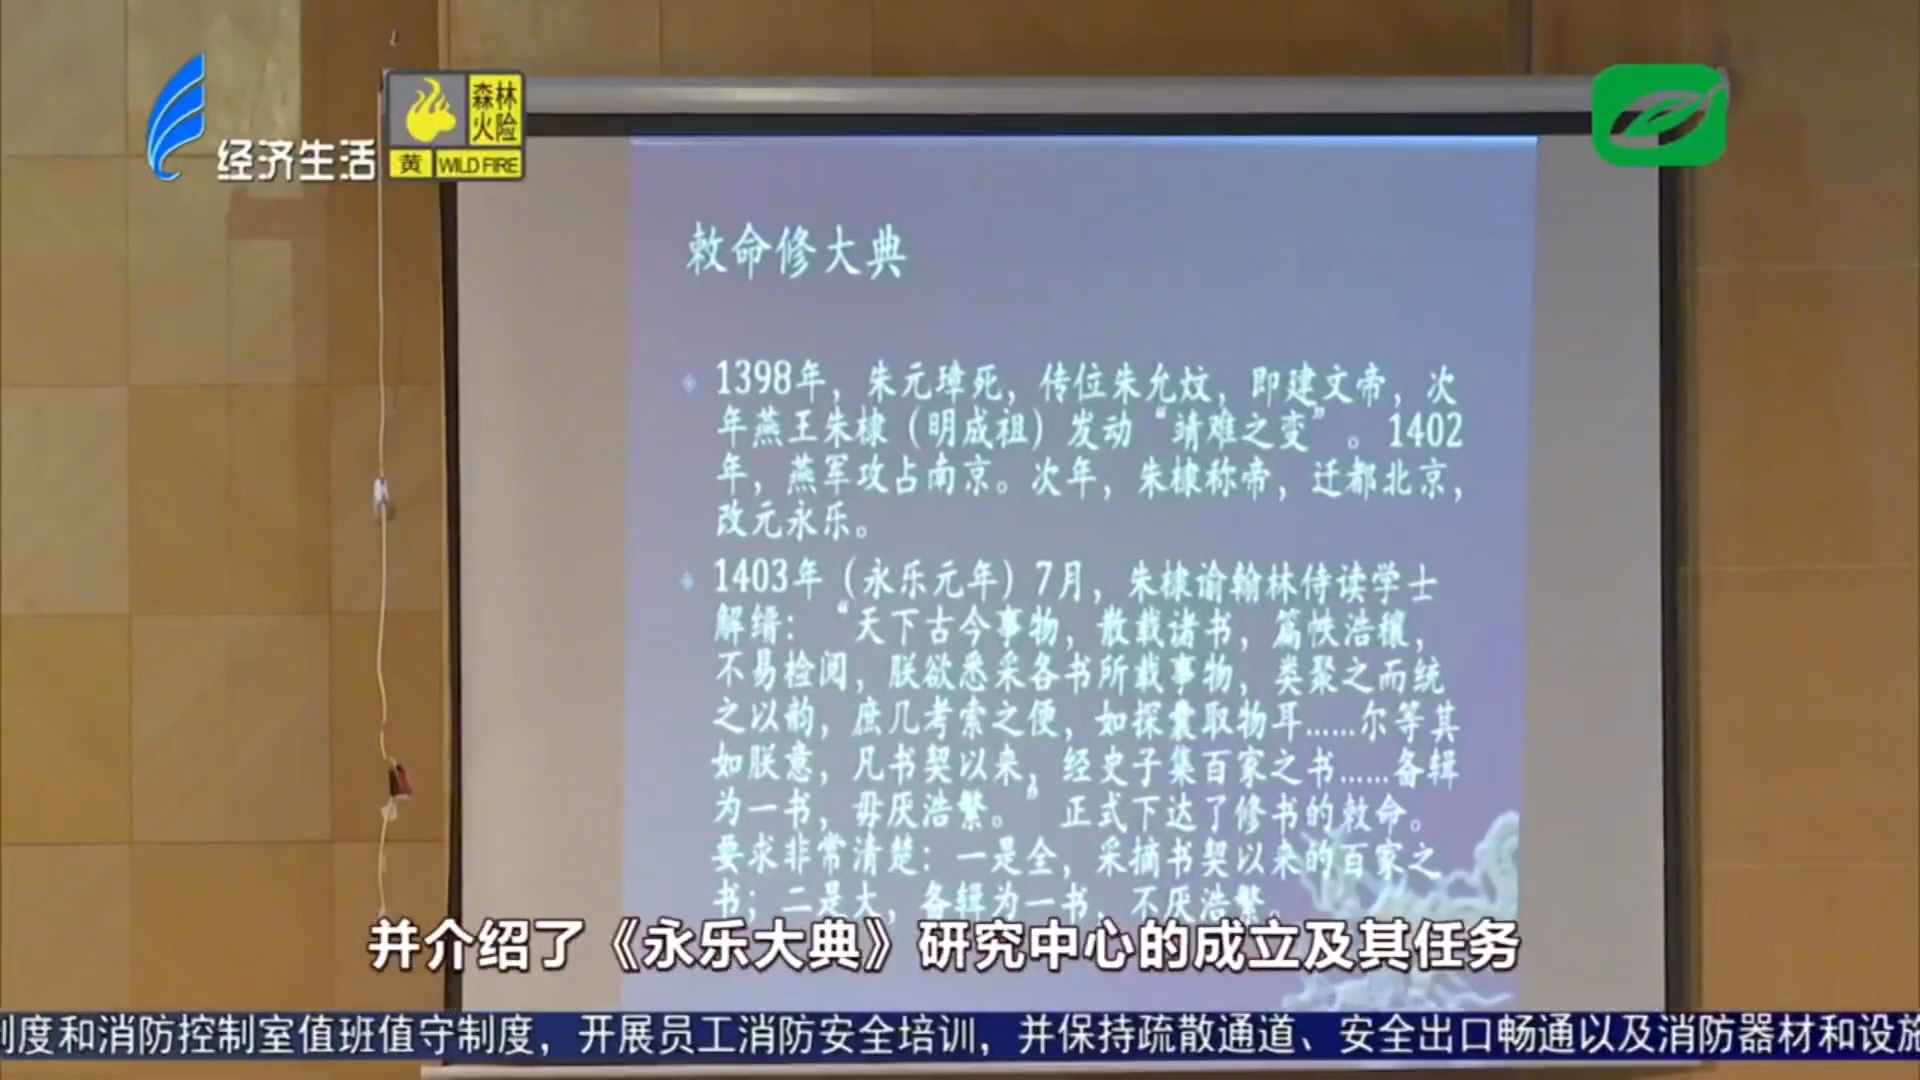 经济生活
森林
火险
黄 WILD FIRE
敕命修大典
1398年，朱元璋死，传位朱允炆，即建文帝，次
年燕王朱棣（明成祖）发动“靖难之变”。1402
年，燕军攻占南京。次年，朱棣称帝，迁都北京，
改元永乐。
1403年（永乐元年）7月，朱棣谕翰林侍读学士
解缙：“天下古今事物，散载诸书，篇帙浩穰，
不易检阅，朕欲悉采各书所载事物，类聚之而统
之以韵，庶几考索之便，如探囊取物耳……尔等其
如朕意，凡书契以来，经史子集百家之书……备辑
为一书，毋厌浩繁。”正式下达了修书的敕命。
要求非常清楚：一是全，采摘书契以来的百家之
书；二是大，备辑为一书，不厌浩繁。
并介绍了《永乐大典》研究中心的成立及其任务
制度和消防控制室值班值守制度，开展员工消防安全培训，并保持疏散通道、安全出口畅通以及消防器材和设施